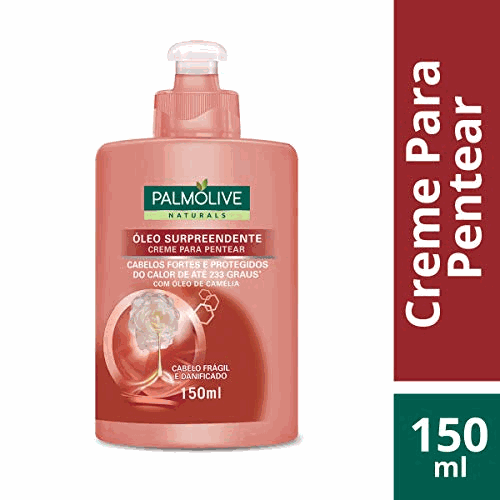 PALMOLIVE
NATURALS
ÓLEO SURPREENDENTE
CREME PARA PENTEAR
CABELOS FORTES E PROTEGIDOS
DO CALOR DE ATÉ 233 GRAUS*
COM ÓLEO DE CAMÉLIA
CABELO FRÁGIL
E DANIFICADO
150ml
Creme Para
Pentear
150
ml